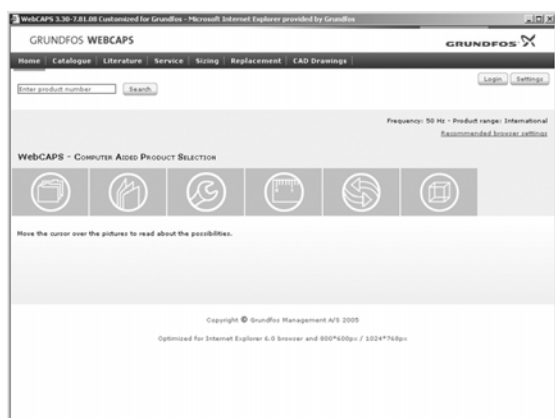 WebCAPS 3.30-7.01.08 Customized for Grundfos - Microsoft Internet Explorer provided by Grundfos
GRUNDFOS WEBCAPS
GRUNDFOS
Home Catalogue Literature Service Sizing Replacement CAD Drawings
Login Settings
Enter product number Search
Frequency: 50 Hz - Product range: International
Recommended browser settings
WebCAPS - Computer Aided Product Selection
Move the cursor over the pictures to read about the possibilities.
Copyright © Grundfos Management A/S 2005
Optimized for Internet Explorer 6.0 browser and 800*600px / 1024*768px